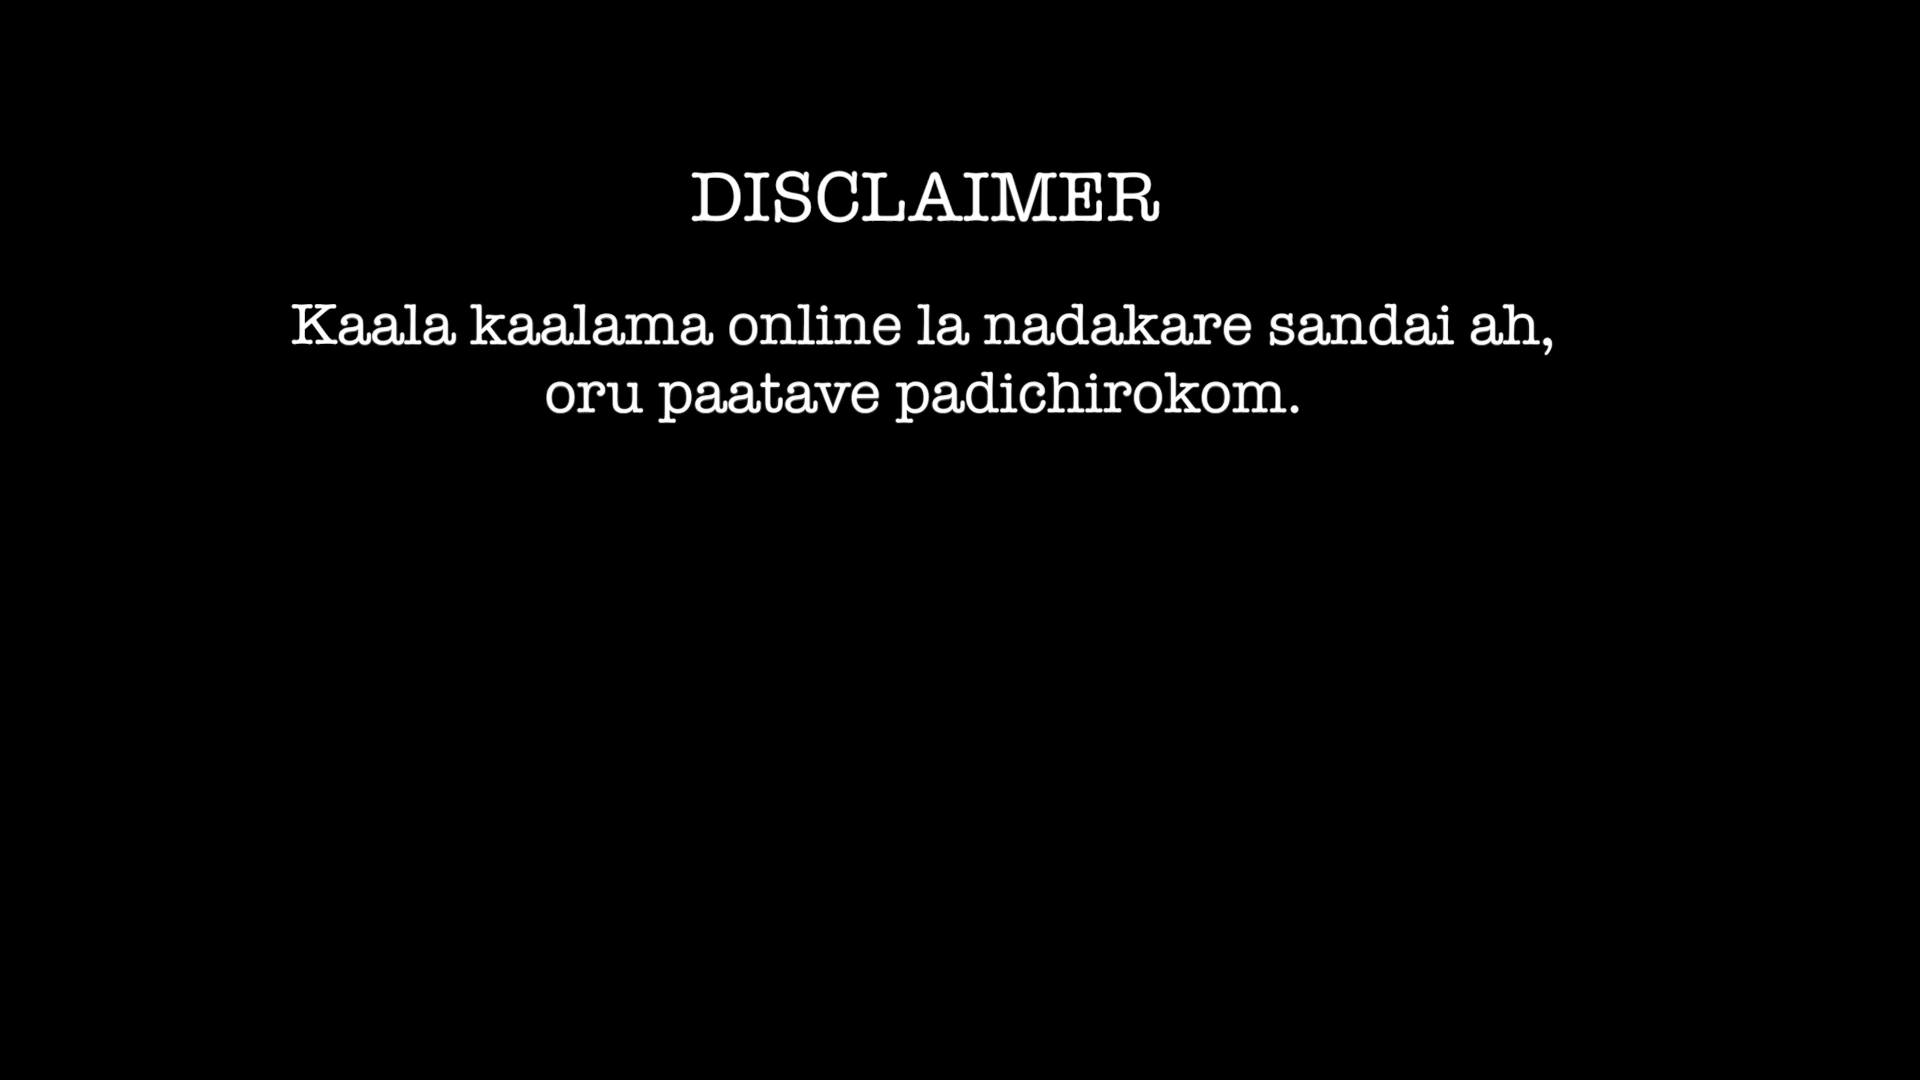 DISCLAIMER
Kaala kaalama online la nadakare sandai ah,
oru paatave padichirokom.